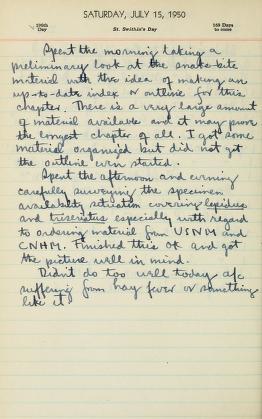 SATURDAY, JULY 15, 1950
196th Day St. Swithin's Day 169 Days to come
Spent the morning taking a
preliminary look at the snake-bite
material with the idea of making an
up-to-date index or outline for this
chapter. There is a very large amount
of material available and it may prove
the longest chapter of all. I got some
material organized but did not get
the outline even started.
Spent the afternoon and evening
carefully surveying the specimen
availability situation covering lepidus
and triseriatus especially with regard
to ordering material from USNM and
CNHM. Finished this OK and got
the picture well in mind.
Didn't do too well today a/c
suffering from hay fever or something
like it.